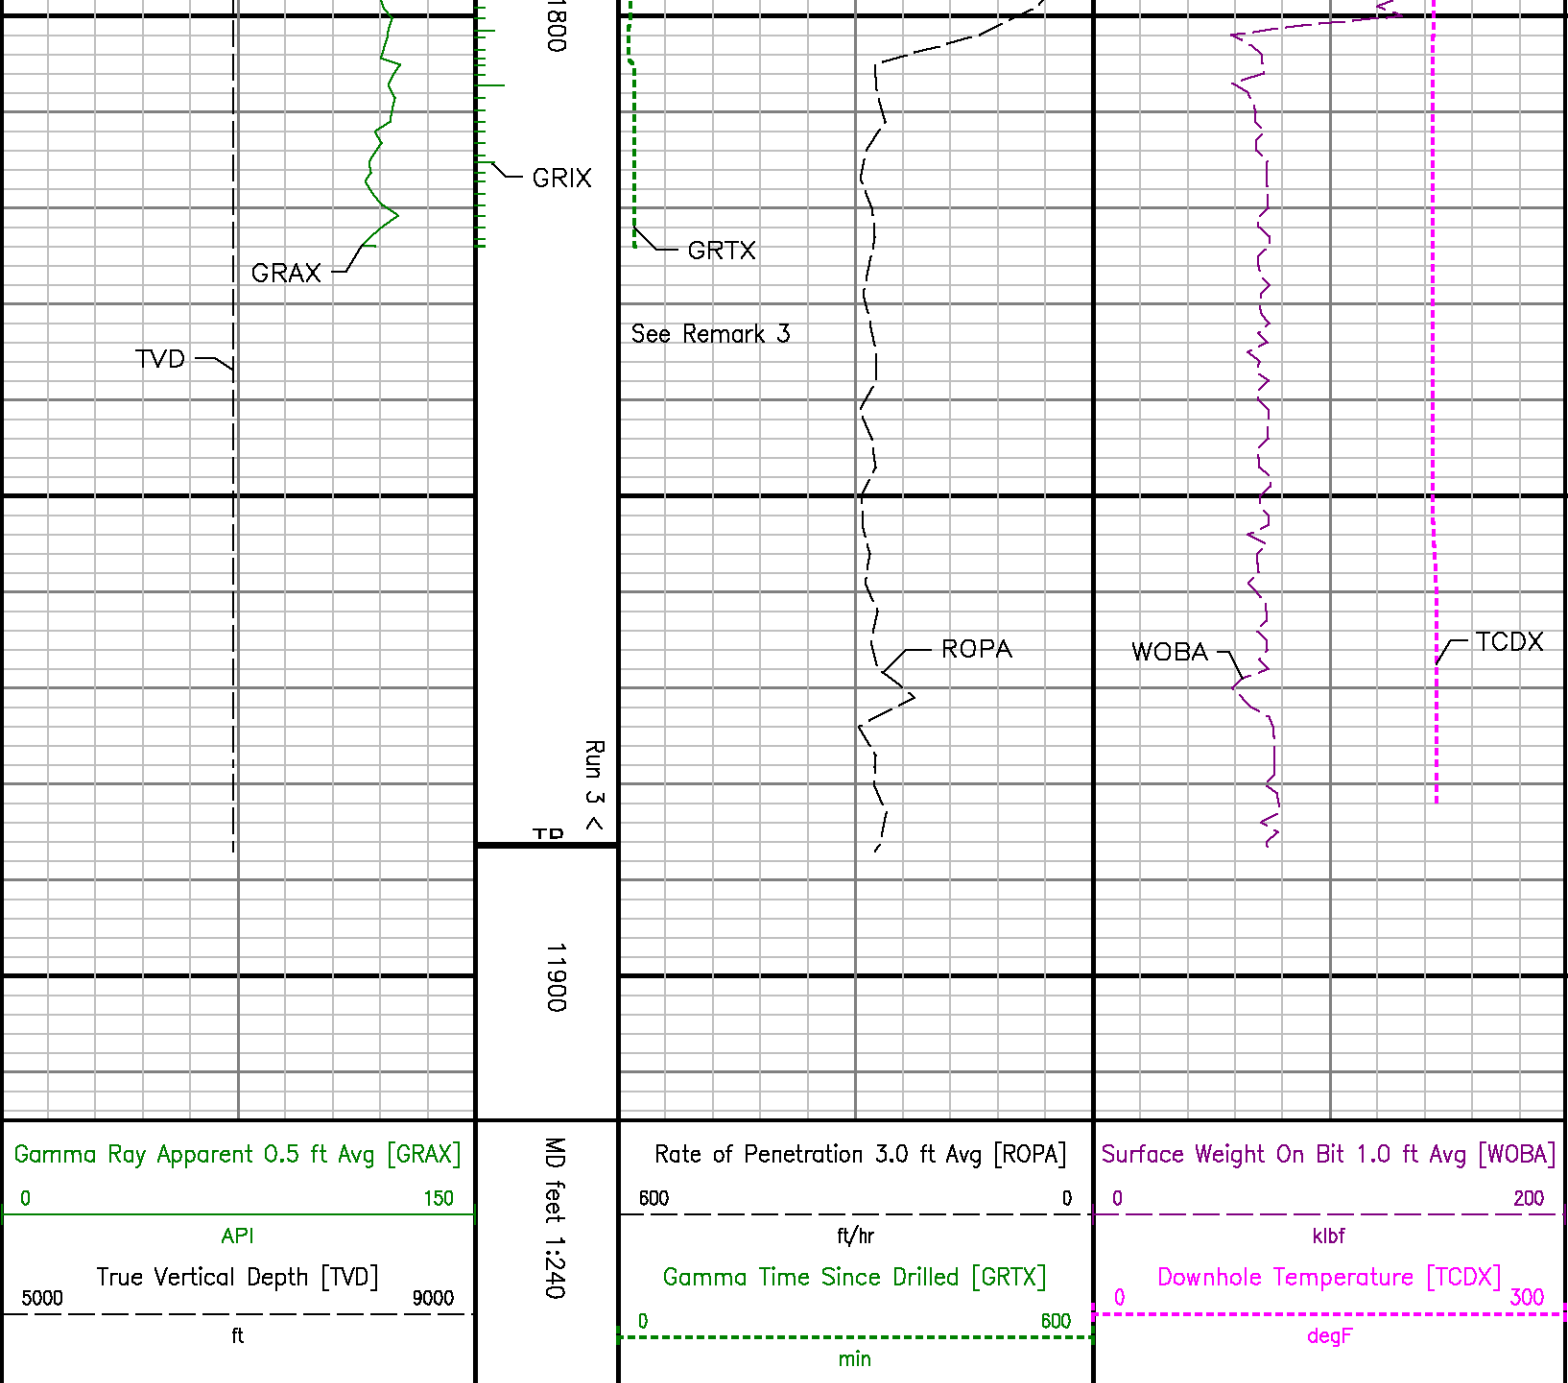 1800
GRIX
GRAX
GRTX
See Remark 3
TVD
ROPA
WOBA
TCDX
Run 3 <
11900
Gamma Ray Apparent 0.5 ft Avg [GRAX]
0 150
API
True Vertical Depth [TVD]
5000 9000
ft
MD feet 1:240
Rate of Penetration 3.0 ft Avg [ROPA]
600 0
ft/hr
Gamma Time Since Drilled [GRTX]
0 600
min
Surface Weight On Bit 1.0 ft Avg [WOBA]
0 200
klbf
Downhole Temperature [TCDX]
0 300
degF